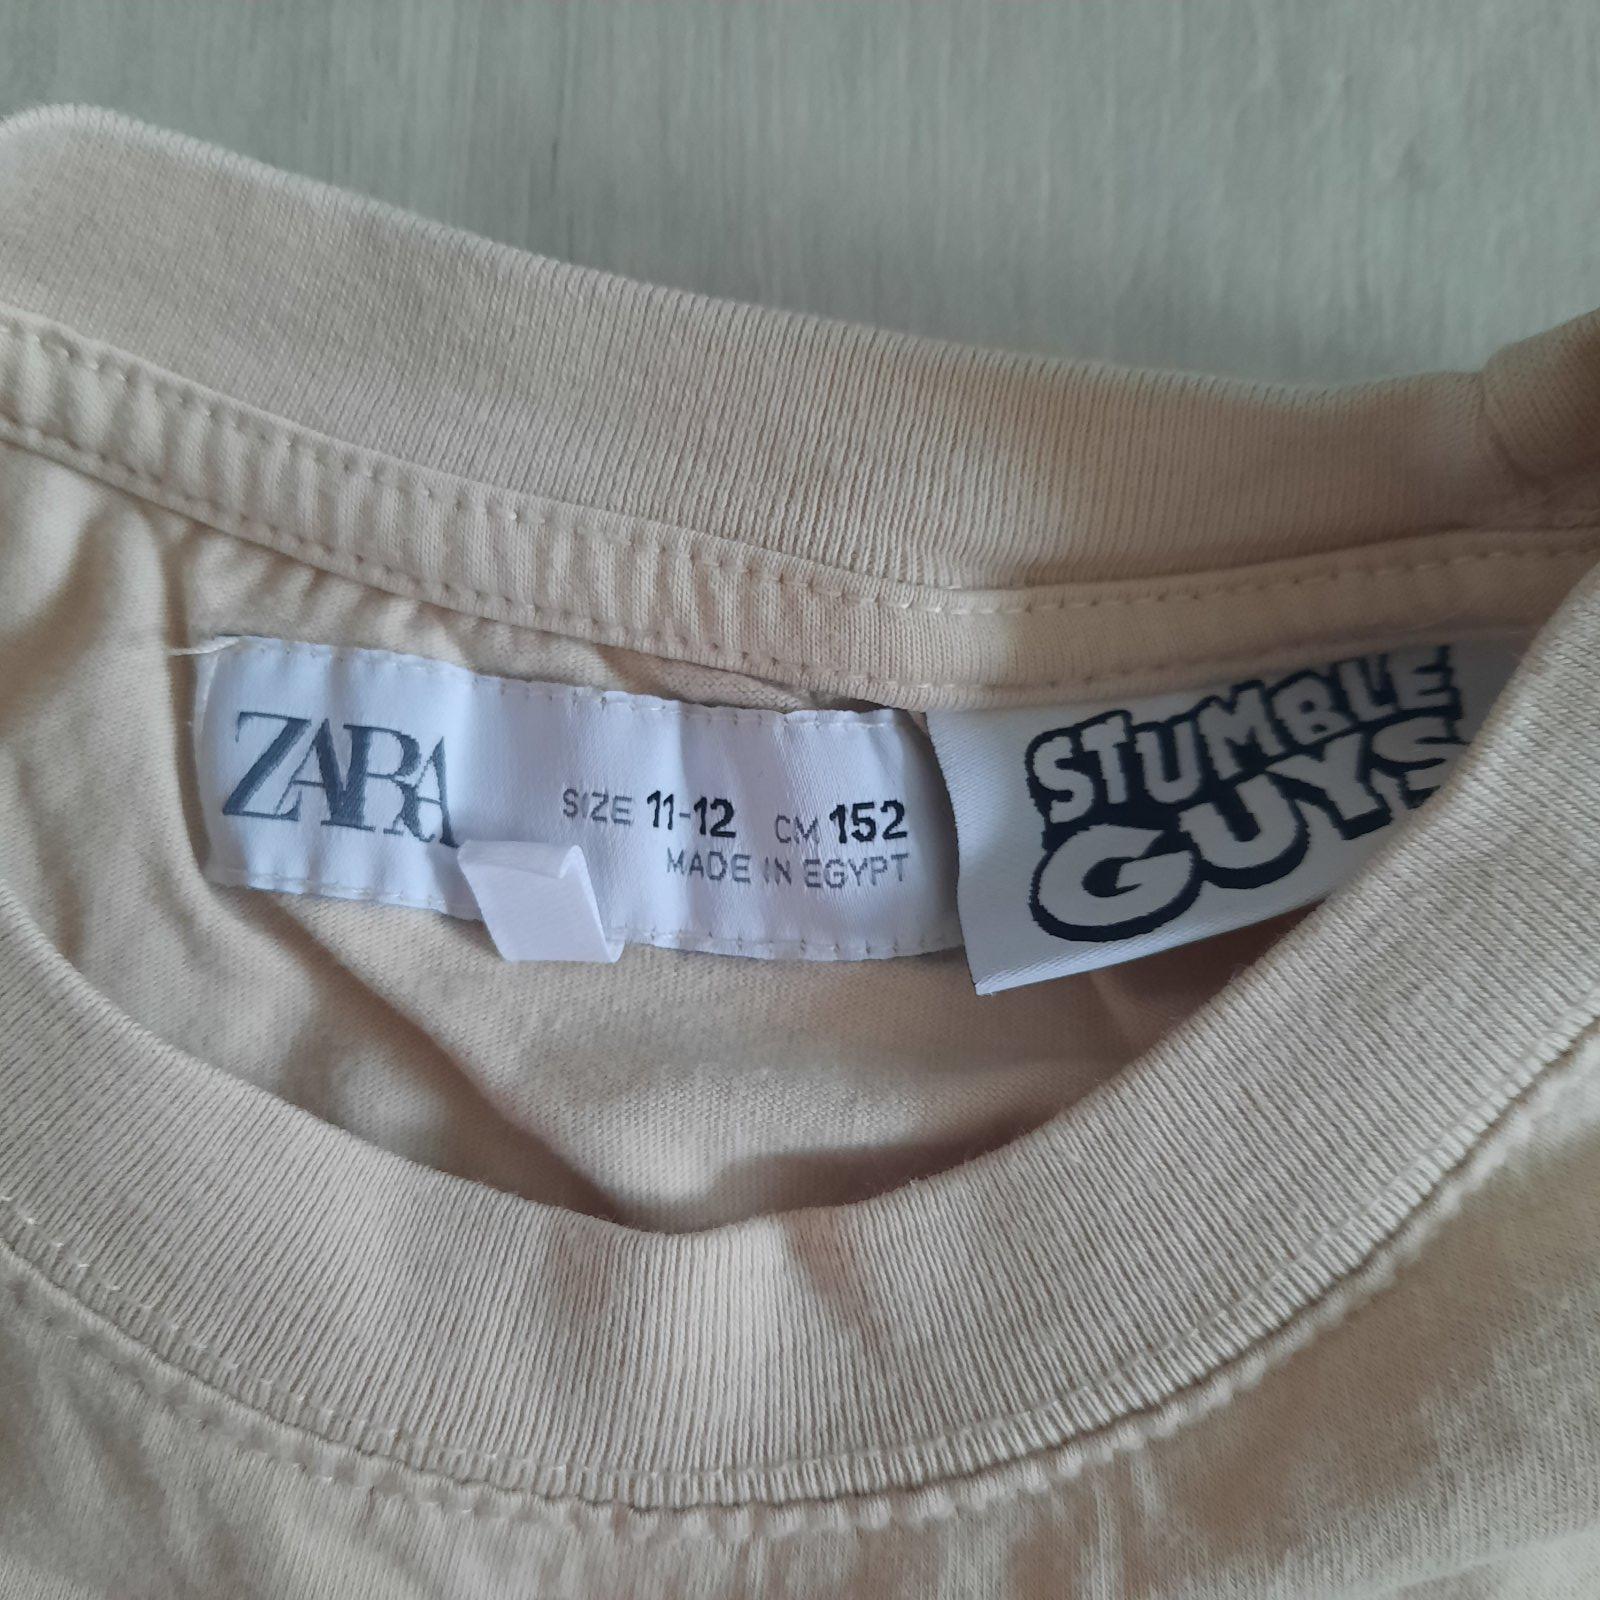 ZARA
SIZE 11-12 CM 152
MADE IN EGYPT
STUMBLE
GUYS